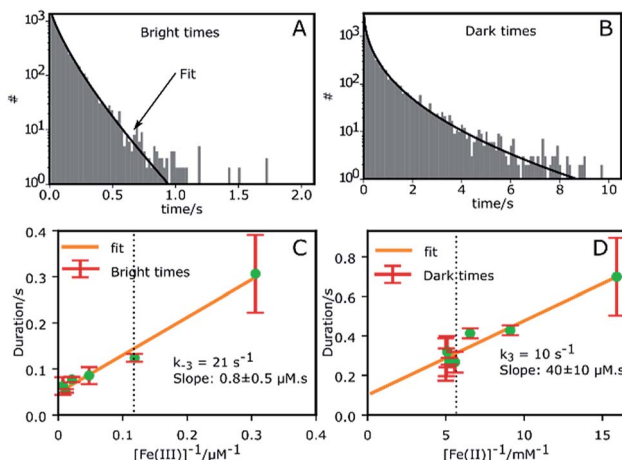 10³
10²
10¹
10⁰
#
Bright times
A
Fit
0.0 0.5 1.0 1.5 2.0
time/s
10³
10²
10¹
10⁰
#
Dark times
B
0 2 4 6 8 10
time/s
0.4
0.3
0.2
0.1
0.0
Duration/s
fit
Bright times
C
k₋₃ = 21 s⁻¹
Slope: 0.8±0.5 µM.s
0.0 0.1 0.2 0.3 0.4
[Fe(III)]⁻¹/µM⁻¹
0.8
0.6
0.4
0.2
0.0
Duration/s
fit
Dark times
D
k₃ = 10 s⁻¹
Slope: 40±10 µM.s
0 5 10 15
[Fe(II)]⁻¹/mM⁻¹